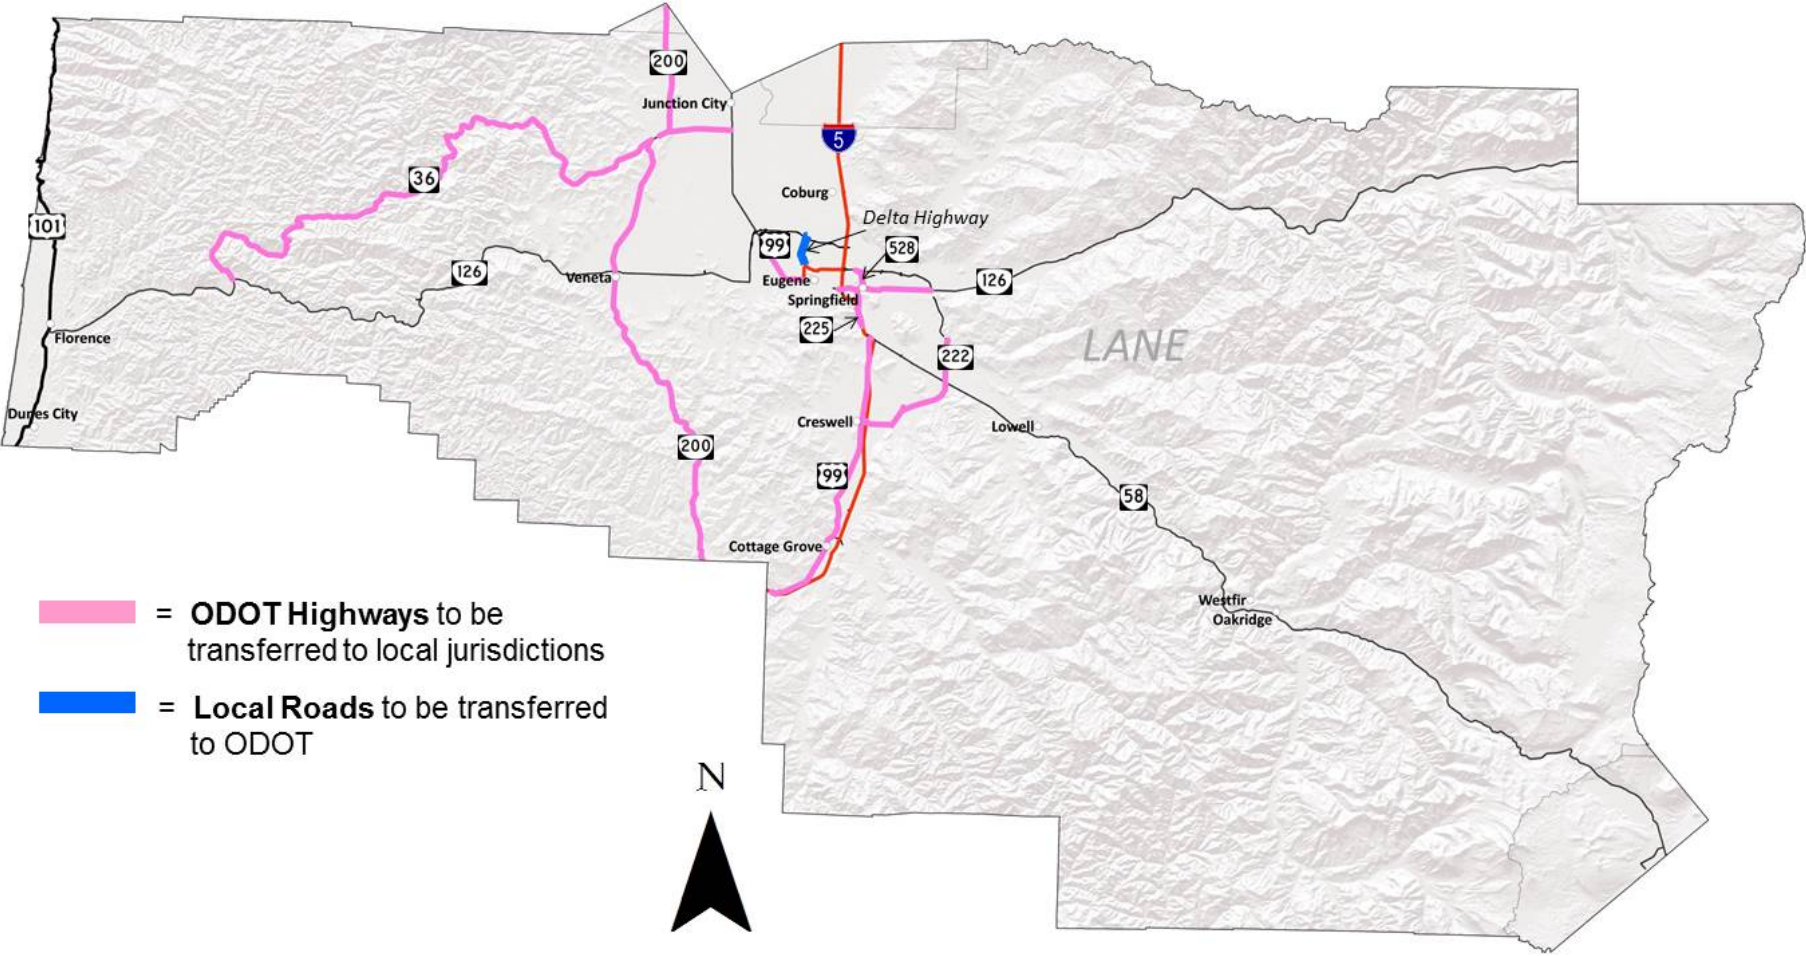 200
Junction City
5
36
Coburg
101
Delta Highway
99
528
126
Veneta
Eugene
126
Springfield
225
Florence
LANE
222
Dunes City
Creswell
Lowell
200
99
58
Cottage Grove
Westfir
Oakridge
= ODOT Highways to be
transferred to local jurisdictions
= Local Roads to be transferred
to ODOT
N